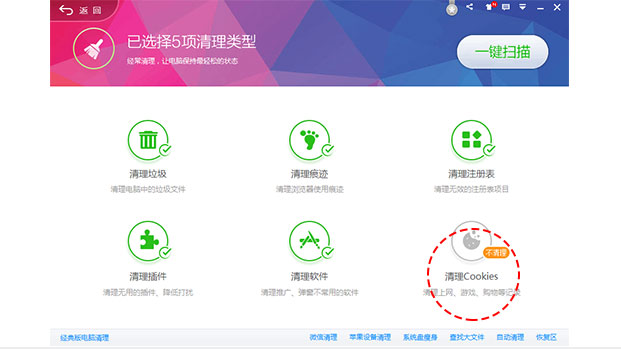 返 回
已选择5项清理类型
经常清理，让电脑保持最轻松的状态
一键扫描
清理垃圾
清理电脑中的垃圾文件
清理痕迹
清理浏览器使用痕迹
清理注册表
清理无效的注册表项目
清理插件
清理无用的插件、降低打扰
清理软件
清理推广、弹窗不常用的软件
不清理
清理Cookies
清理上网、游戏、购物等记录
经典版电脑清理
微信清理
苹果设备清理
系统盘瘦身
查找大文件
自动清理
恢复区